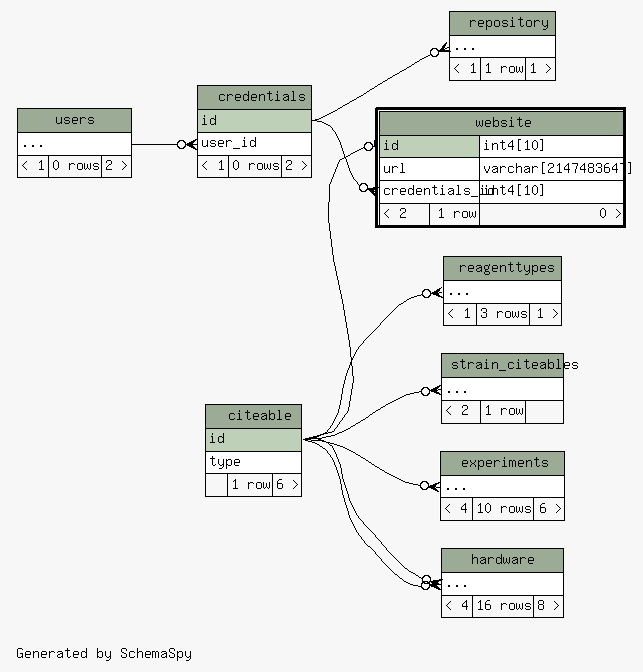 repository
...
< 1 1 row 1 >
credentials
id
user_id
< 1 0 rows 2 >
users
...
< 1 0 rows 2 >
website
id int4[10]
url varchar[2147483647]
credentials_id int4[10]
< 2 1 row 0 >
reagenttypes
...
< 1 3 rows 1 >
strain_citeables
...
< 2 1 row
citeable
id
type
1 row 6 >
experiments
...
< 4 10 rows 6 >
hardware
...
< 4 16 rows 8 >
Generated by SchemaSpy